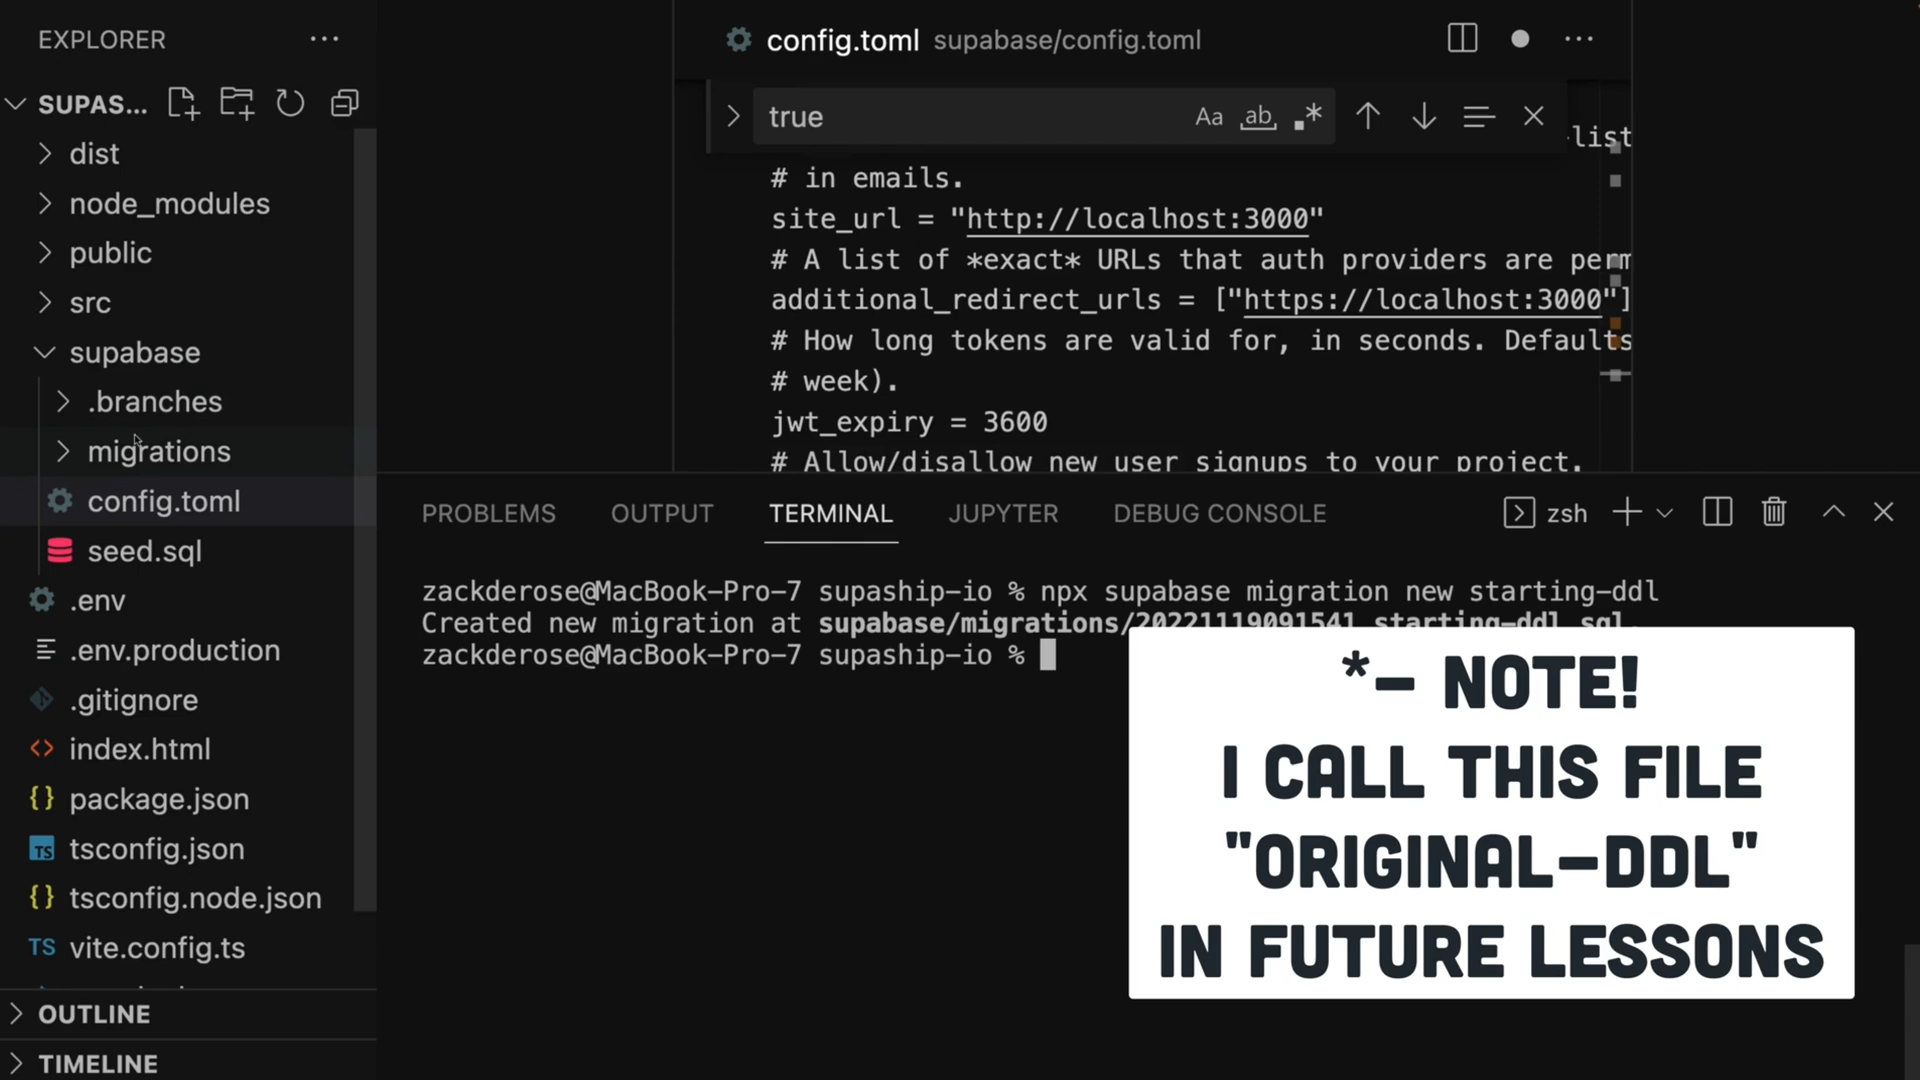 EXPLORER
SUPAS...
dist
node_modules
public
src
supabase
.branches
migrations
config.toml
seed.sql
.env
.env.production
.gitignore
index.html
package.json
tsconfig.json
tsconfig.node.json
vite.config.ts
OUTLINE
TIMELINE
config.toml supabase/config.toml
true
Aa ab .*
-list
# in emails.
site_url = "http://localhost:3000"
# A list of *exact* URLs that auth providers are perm
additional_redirect_urls = ["https://localhost:3000"]
# How long tokens are valid for, in seconds. Defaults
# week).
jwt_expiry = 3600
# Allow/disallow new user signups to your project.
PROBLEMS OUTPUT TERMINAL JUPYTER DEBUG CONSOLE zsh
zackderose@MacBook-Pro-7 supaship-io % npx supabase migration new starting-ddl
Created new migration at supabase/migrations/20221119091541_starting-ddl.sql.
zackderose@MacBook-Pro-7 supaship-io %
*- NOTE!
I CALL THIS FILE
"ORIGINAL-DDL"
IN FUTURE LESSONS